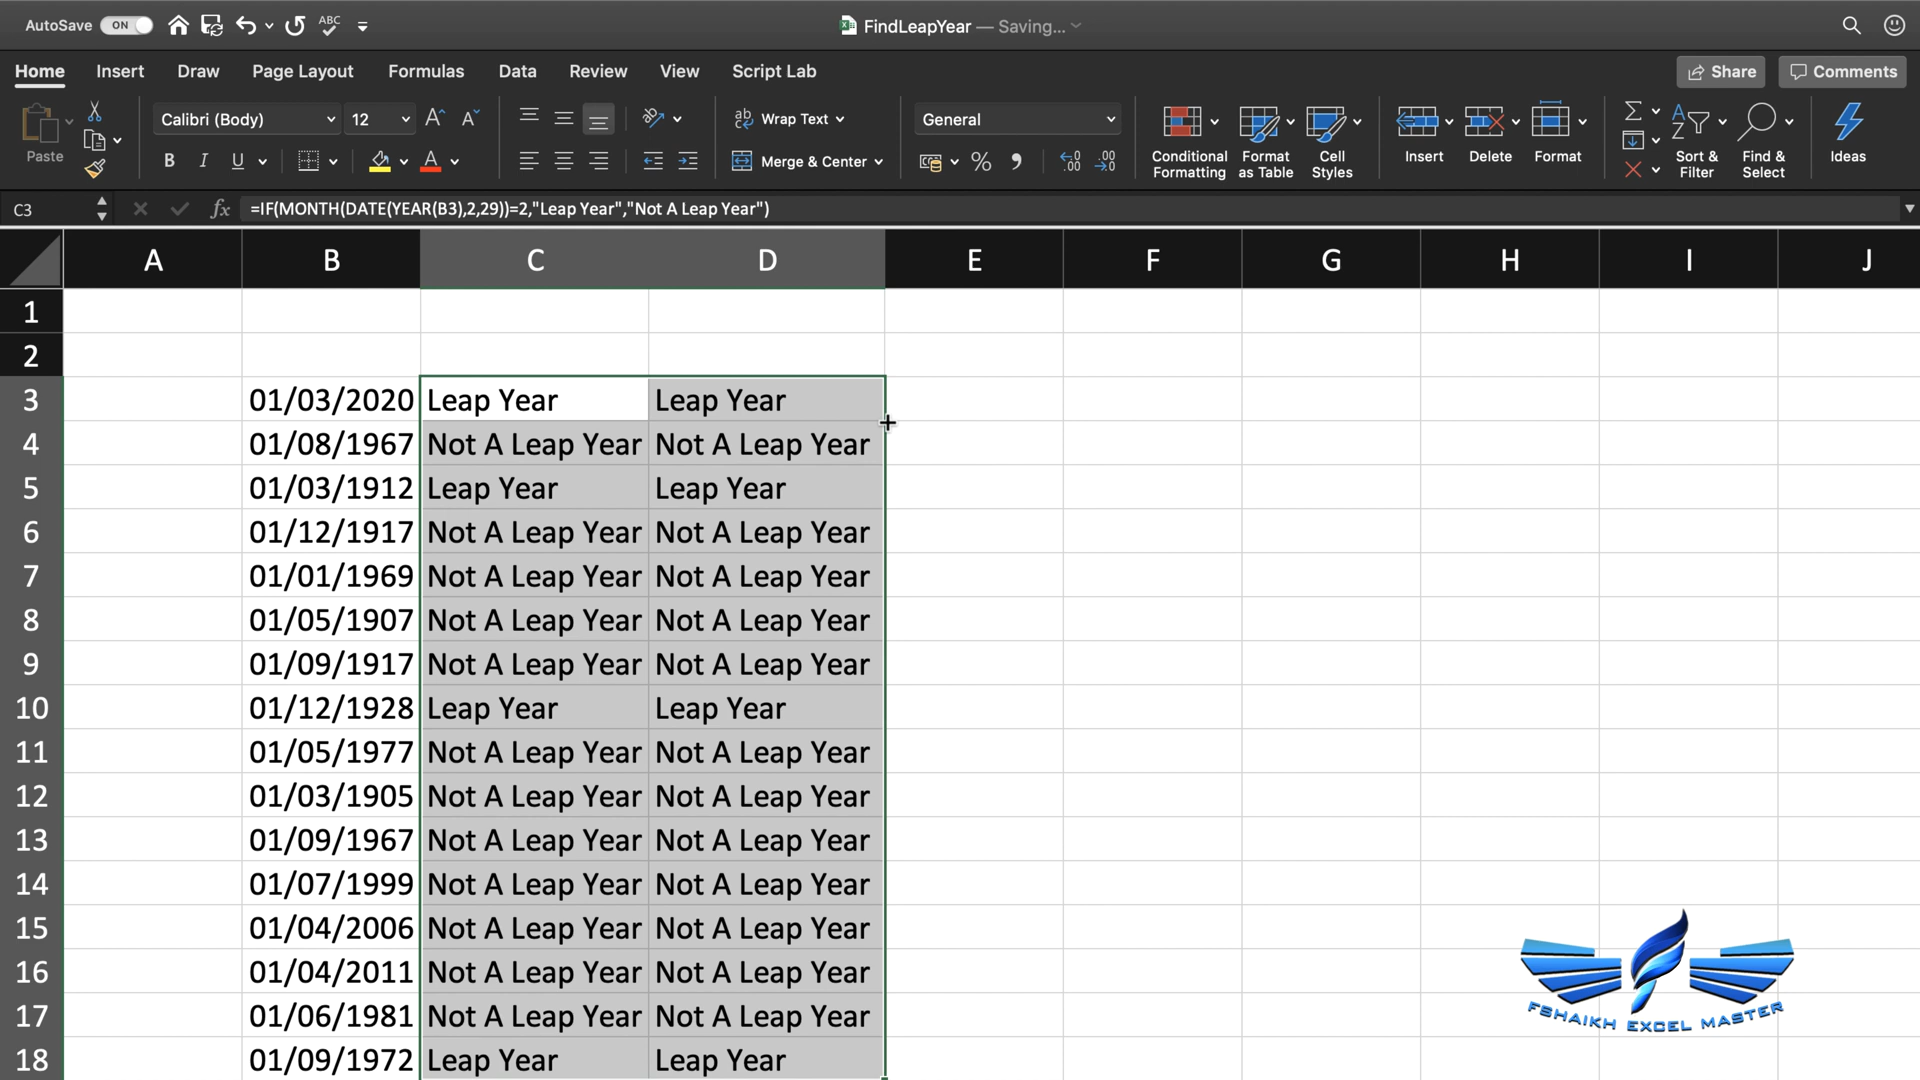 AutoSave ON ABC FindLeapYear — Saving...
Home Insert Draw Page Layout Formulas Data Review View Script Lab Share Comments
Paste Calibri (Body) 12 A A Wrap Text General Conditional Formatting Format as Table Cell Styles Insert Delete Format Sort & Filter Find & Select Ideas
B I U A Merge & Center % .00 .00
C3 fx =IF(MONTH(DATE(YEAR(B3),2,29))=2,"Leap Year","Not A Leap Year")
A B C D E F G H I J
1
2
3 01/03/2020 Leap Year Leap Year
4 01/08/1967 Not A Leap Year Not A Leap Year
5 01/03/1912 Leap Year Leap Year
6 01/12/1917 Not A Leap Year Not A Leap Year
7 01/01/1969 Not A Leap Year Not A Leap Year
8 01/05/1907 Not A Leap Year Not A Leap Year
9 01/09/1917 Not A Leap Year Not A Leap Year
10 01/12/1928 Leap Year Leap Year
11 01/05/1977 Not A Leap Year Not A Leap Year
12 01/03/1905 Not A Leap Year Not A Leap Year
13 01/09/1967 Not A Leap Year Not A Leap Year
14 01/07/1999 Not A Leap Year Not A Leap Year
15 01/04/2006 Not A Leap Year Not A Leap Year
16 01/04/2011 Not A Leap Year Not A Leap Year
17 01/06/1981 Not A Leap Year Not A Leap Year
18 01/09/1972 Leap Year Leap Year
FSHAIKH EXCEL MASTER